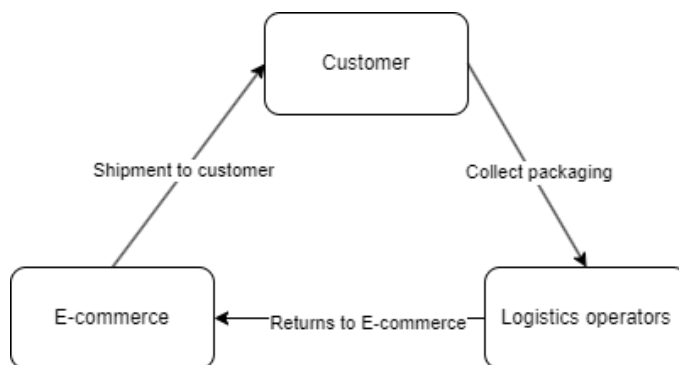 Customer
Shipment to customer
Collect packaging
E-commerce
Returns to E-commerce
Logistics operators